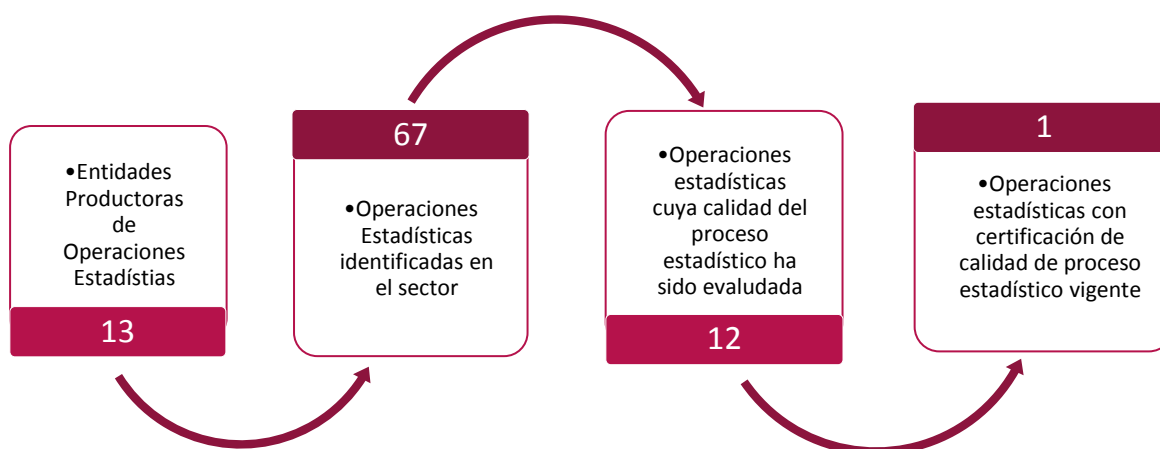 •Entidades
Productoras
de
Operaciones
Estadístias
13
67
•Operaciones
Estadísticas
identificadas en
el sector
•Operaciones
estadísticas
cuya calidad del
proceso
estadístico ha
sido evaludada
12
1
•Operaciones
estadísticas con
certificación de
calidad de proceso
estadístico vigente